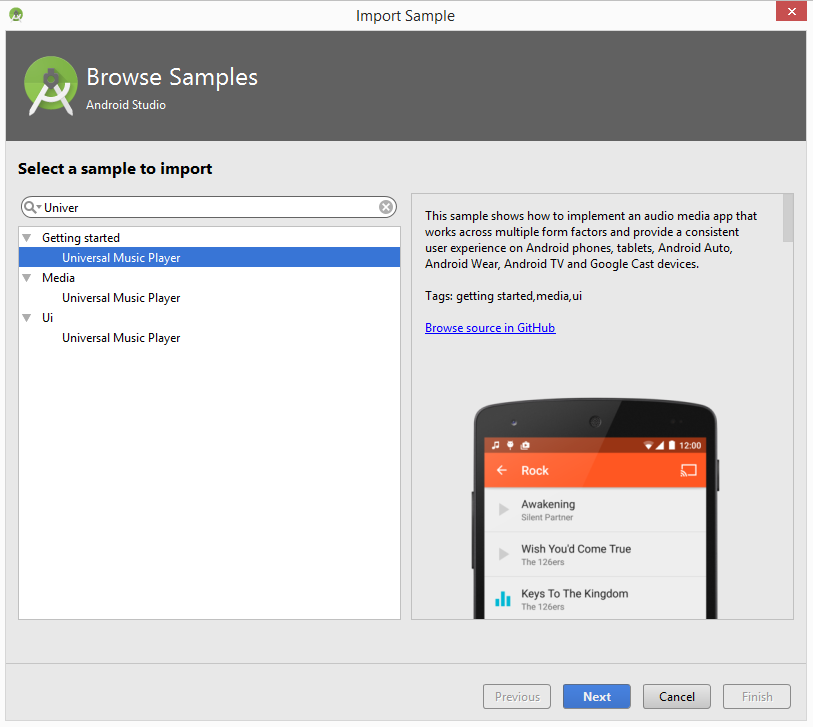 Import Sample
Browse Samples
Android Studio
Select a sample to import
Univer
Getting started
Universal Music Player
Media
Universal Music Player
Ui
Universal Music Player
This sample shows how to implement an audio media app that
works across multiple form factors and provide a consistent
user experience on Android phones, tablets, Android Auto,
Android Wear, Android TV and Google Cast devices.
Tags: getting started,media,ui
Browse source in GitHub
12:00
Rock
Awakening
Silent Partner
Wish You'd Come True
The 126ers
Keys To The Kingdom
The 126ers
Previous
Next
Cancel
Finish